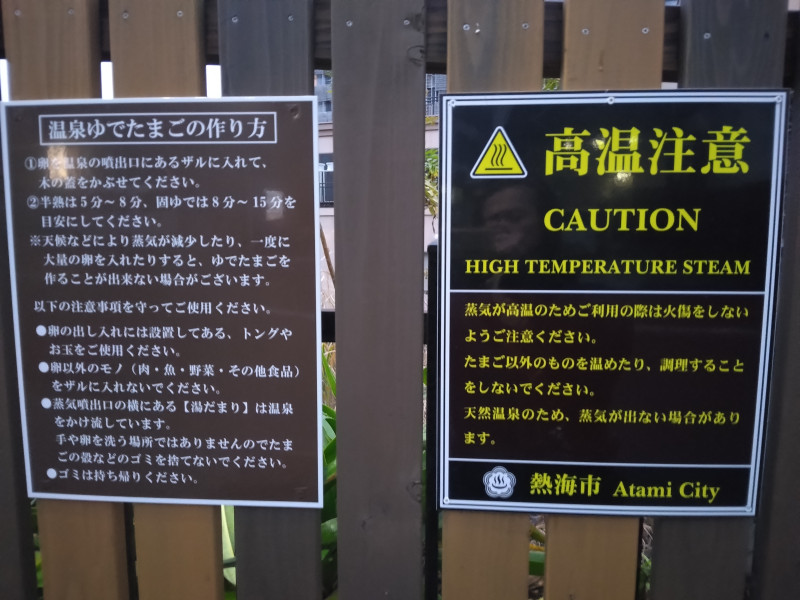 温泉ゆでたまごの作り方
①卵を温泉の噴出口にあるザルに入れて、
木の蓋をかぶせてください。
②半熟は5分～8分、固ゆでは8分～15分を
目安にしてください。
※天候などにより蒸気が減少したり、一度に
大量の卵を入れたりすると、ゆでたまごを
作ることが出来ない場合がございます。
以下の注意事項を守ってご使用ください。
●卵の出し入れには設置してある、トングや
お玉をご使用ください。
●卵以外のモノ（肉・魚・野菜・その他食品）
をザルに入れないでください。
●蒸気噴出口の横にある【湯だまり】は温泉
をかけ流しています。
手や卵を洗う場所ではありませんのでたま
ごの殻などのゴミを捨てないでください。
●ゴミは持ち帰りください。
高温注意
CAUTION
HIGH TEMPERATURE STEAM
蒸気が高温のためご利用の際は火傷をしない
ようご注意ください。
たまご以外のものを温めたり、調理すること
をしないでください。
天然温泉のため、蒸気が出ない場合があり
ます。
熱海市 Atami City